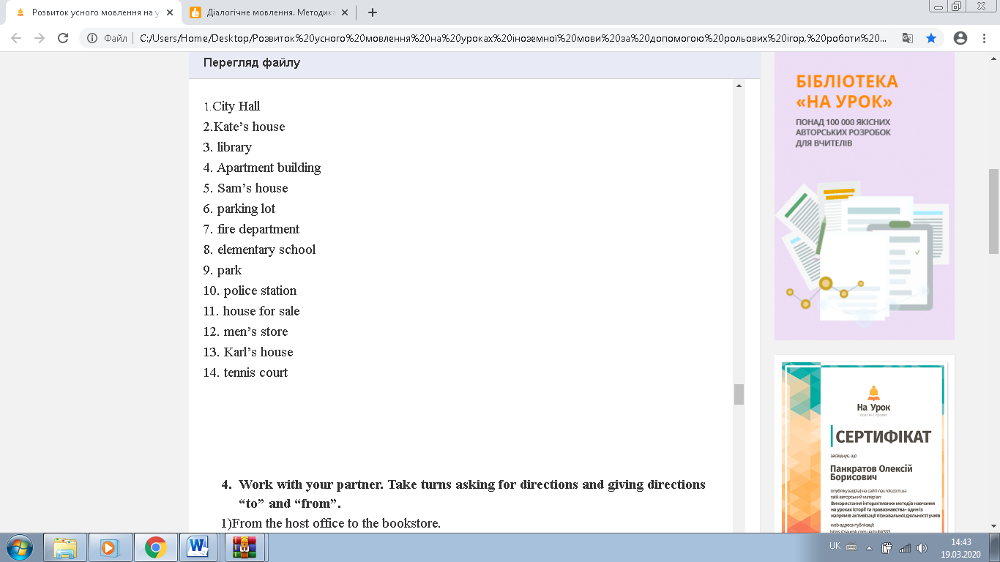 Розвиток усного мовлення на у
Діалогічне мовлення. Методик
Файл
C:/Users/Home/Desktop/Розвиток%20усного%20мовлення%20на%20уроках%20іноземної%20мови%20за%20допомогою%20рольових%20ігор,%20роботи%20...
Перегляд файлу
1.City Hall
2.Kate’s house
3. library
4. Apartment building
5. Sam’s house
6. parking lot
7. fire department
8. elementary school
9. park
10. police station
11. house for sale
12. men’s store
13. Karl’s house
14. tennis court
4. Work with your partner. Take turns asking for directions and giving directions
“to” and “from”.
1)From the host office to the bookstore.
БІБЛІОТЕКА
«НА УРОК»
ПОНАД 100 000 ЯКІСНИХ
АВТОРСЬКИХ РОЗРОБОК
ДЛЯ ВЧИТЕЛІВ
На Урок
освітній проект
СЕРТИФІКАТ
засвідчує, що
Панкратов Олексій
Борисович
опублікував(ла) на сайті naurok.com.ua
свій авторський матеріал:
Використання інтерактивних методів навчання
на уроках історії та правознавства– один із
напрямів активізації пізнавальної діяльності учнів
web-адреса публікації:
https://naurok.com.ua/publ/333
UK
14:43
19.03.2020